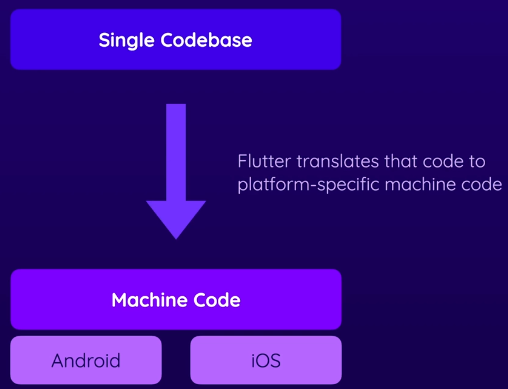 Single Codebase
Flutter translates that code to
platform-specific machine code
Machine Code
Android
iOS